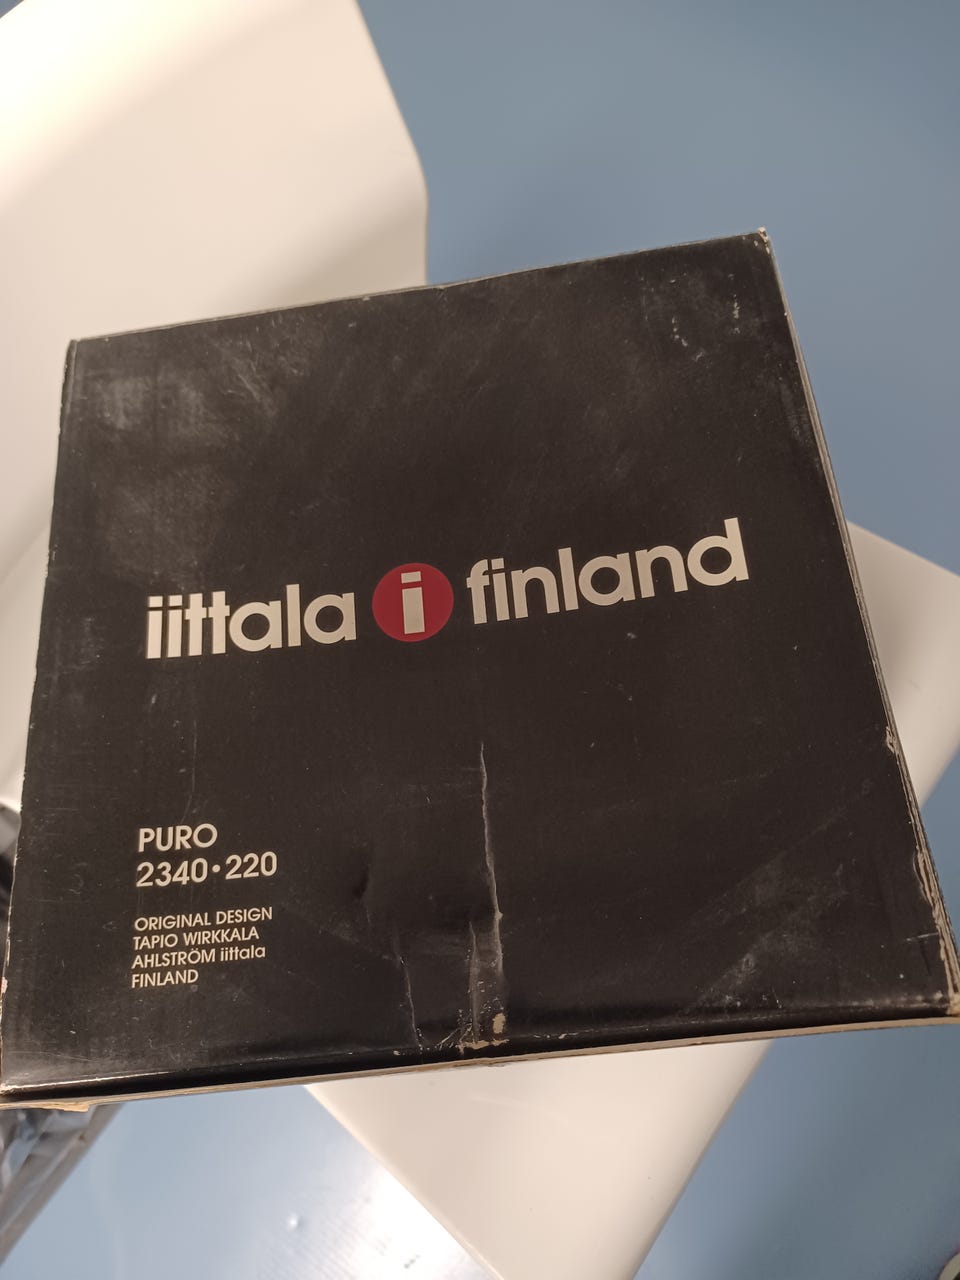 iittala i finland
PURO
2340•220
ORIGINAL DESIGN
TAPIO WIRKKALA
AHLSTRÖM iittala
FINLAND